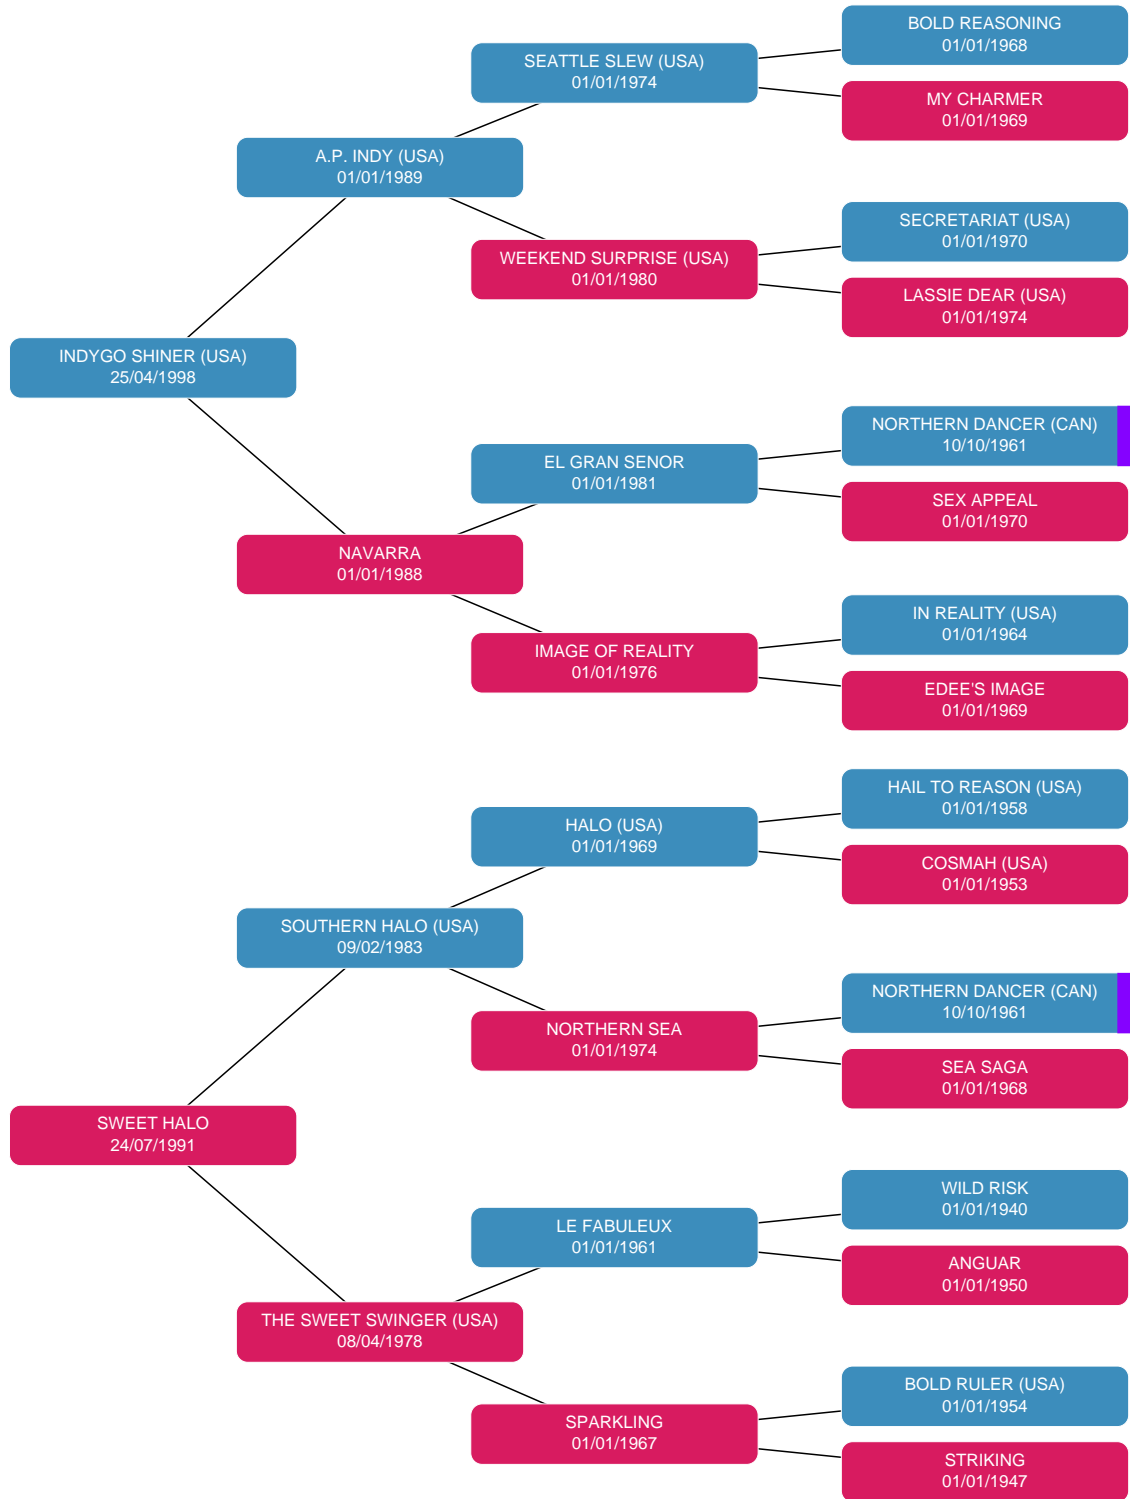 BOLD REASONING
01/01/1968
SEATTLE SLEW (USA)
01/01/1974
MY CHARMER
01/01/1969
A.P. INDY (USA)
01/01/1989
SECRETARIAT (USA)
01/01/1970
WEEKEND SURPRISE (USA)
01/01/1980
LASSIE DEAR (USA)
01/01/1974
INDYGO SHINER (USA)
25/04/1998
NORTHERN DANCER (CAN)
10/10/1961
EL GRAN SENOR
01/01/1981
SEX APPEAL
01/01/1970
NAVARRA
01/01/1988
IN REALITY (USA)
01/01/1964
IMAGE OF REALITY
01/01/1976
EDEE'S IMAGE
01/01/1969
HAIL TO REASON (USA)
01/01/1958
HALO (USA)
01/01/1969
COSMAH (USA)
01/01/1953
SOUTHERN HALO (USA)
09/02/1983
NORTHERN DANCER (CAN)
10/10/1961
NORTHERN SEA
01/01/1974
SEA SAGA
01/01/1968
SWEET HALO
24/07/1991
WILD RISK
01/01/1940
LE FABULEUX
01/01/1961
ANGUAR
01/01/1950
THE SWEET SWINGER (USA)
08/04/1978
BOLD RULER (USA)
01/01/1954
SPARKLING
01/01/1967
STRIKING
01/01/1947